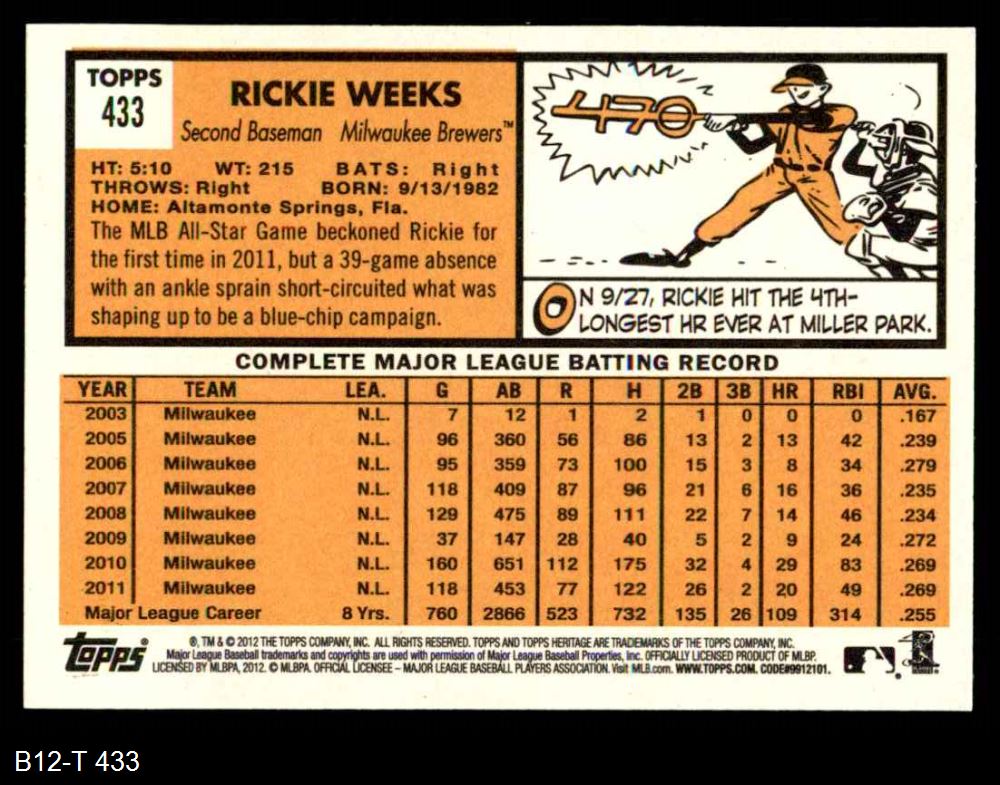 TOPPS
433
RICKIE WEEKS
Second Baseman Milwaukee Brewers™
HT: 5:10 WT: 215 BATS: Right
THROWS: Right BORN: 9/13/1982
HOME: Altamonte Springs, Fla.
The MLB All-Star Game beckoned Rickie for
the first time in 2011, but a 39-game absence
with an ankle sprain short-circuited what was
shaping up to be a blue-chip campaign.
470
ON 9/27, RICKIE HIT THE 4TH-
LONGEST HR EVER AT MILLER PARK.
COMPLETE MAJOR LEAGUE BATTING RECORD
YEAR TEAM LEA. G AB R H 2B 3B HR RBI AVG.
2003 Milwaukee N.L. 7 12 1 2 1 0 0 0 .167
2005 Milwaukee N.L. 96 360 56 86 13 2 13 42 .239
2006 Milwaukee N.L. 95 359 73 100 15 3 8 34 .279
2007 Milwaukee N.L. 118 409 87 96 21 6 16 36 .235
2008 Milwaukee N.L. 129 475 89 111 22 7 14 46 .234
2009 Milwaukee N.L. 37 147 28 40 5 2 9 24 .272
2010 Milwaukee N.L. 160 651 112 175 32 4 29 83 .269
2011 Milwaukee N.L. 118 453 77 122 26 2 20 49 .269
Major League Career 8 Yrs. 760 2866 523 732 135 26 109 314 .255
Topps®
®, TM & © 2012 THE TOPPS COMPANY, INC. ALL RIGHTS RESERVED. TOPPS AND TOPPS HERITAGE ARE TRADEMARKS OF THE TOPPS COMPANY, INC.
Major League Baseball trademarks and copyrights are used with permission of Major League Baseball Properties, Inc. OFFICIALLY LICENSED PRODUCT OF MLBP.
LICENSED BY MLBPA, 2012. © MLBPA. OFFICIAL LICENSEE – MAJOR LEAGUE BASEBALL PLAYERS ASSOCIATION. Visit MLB.com. WWW.TOPPS.COM. CODE#9912101.
B12-T 433